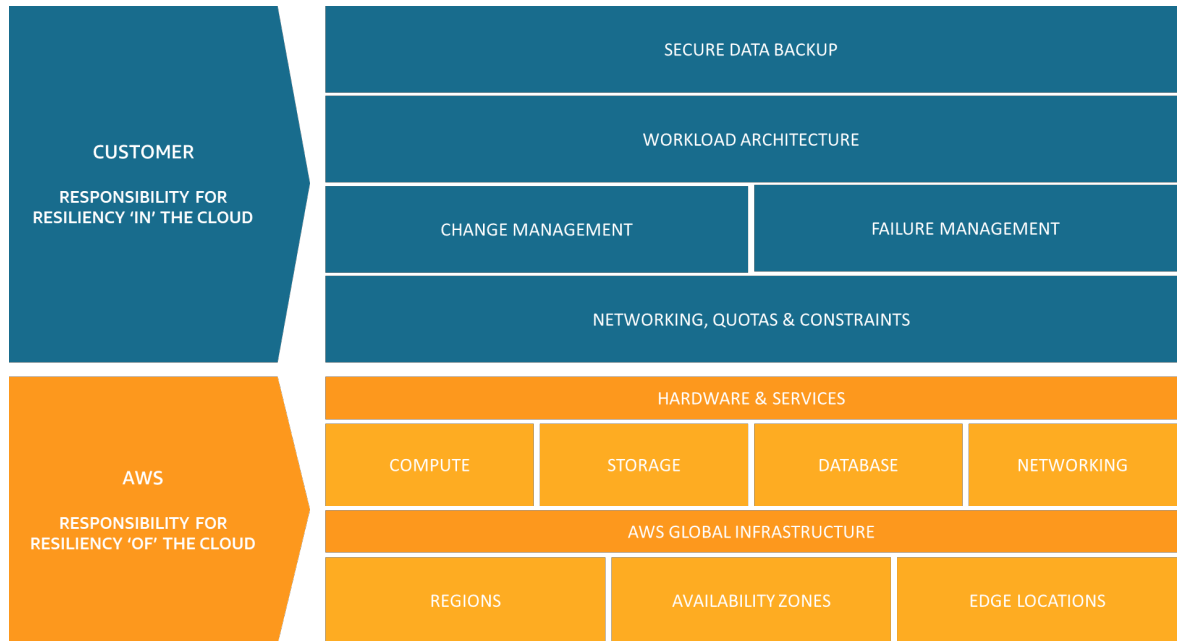 CUSTOMER
RESPONSIBILITY FOR
RESILIENCY ‘IN’ THE CLOUD
SECURE DATA BACKUP
WORKLOAD ARCHITECTURE
CHANGE MANAGEMENT
FAILURE MANAGEMENT
NETWORKING, QUOTAS & CONSTRAINTS
AWS
RESPONSIBILITY FOR
RESILIENCY ‘OF’ THE CLOUD
HARDWARE & SERVICES
COMPUTE
STORAGE
DATABASE
NETWORKING
AWS GLOBAL INFRASTRUCTURE
REGIONS
AVAILABILITY ZONES
EDGE LOCATIONS